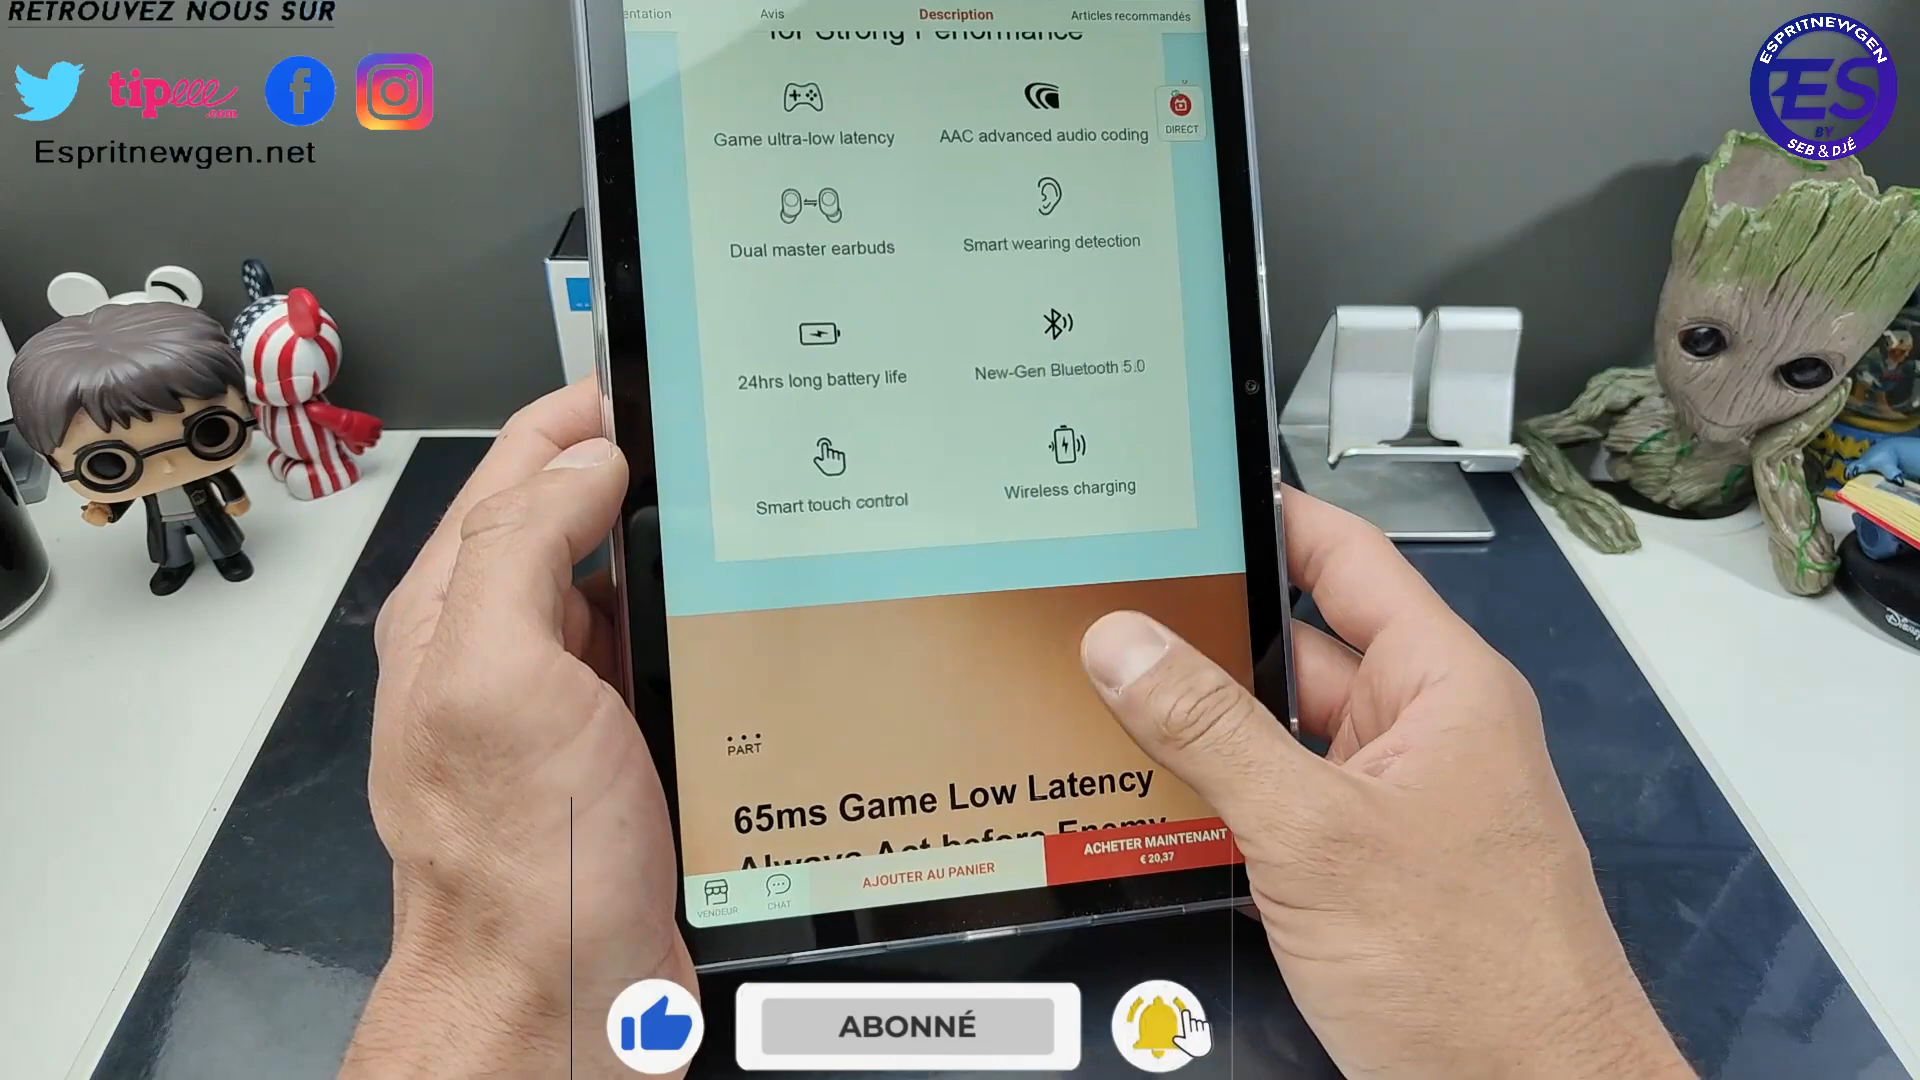 RETROUVEZ NOUS SUR
tipeee
.com
Espritnewgen.net
ESPRITNEWGEN
ES
BY
SEB & DJÉ
entation
Avis
Description
Articles recommandés
for Strong Performance
DIRECT
Game ultra-low latency
AAC advanced audio coding
Dual master earbuds
Smart wearing detection
24hrs long battery life
New-Gen Bluetooth 5.0
Smart touch control
Wireless charging
PART
65ms Game Low Latency
Always Act before Enemy
VENDEUR
CHAT
AJOUTER AU PANIER
ACHETER MAINTENANT
€ 20,37
Disney
ABONNÉ